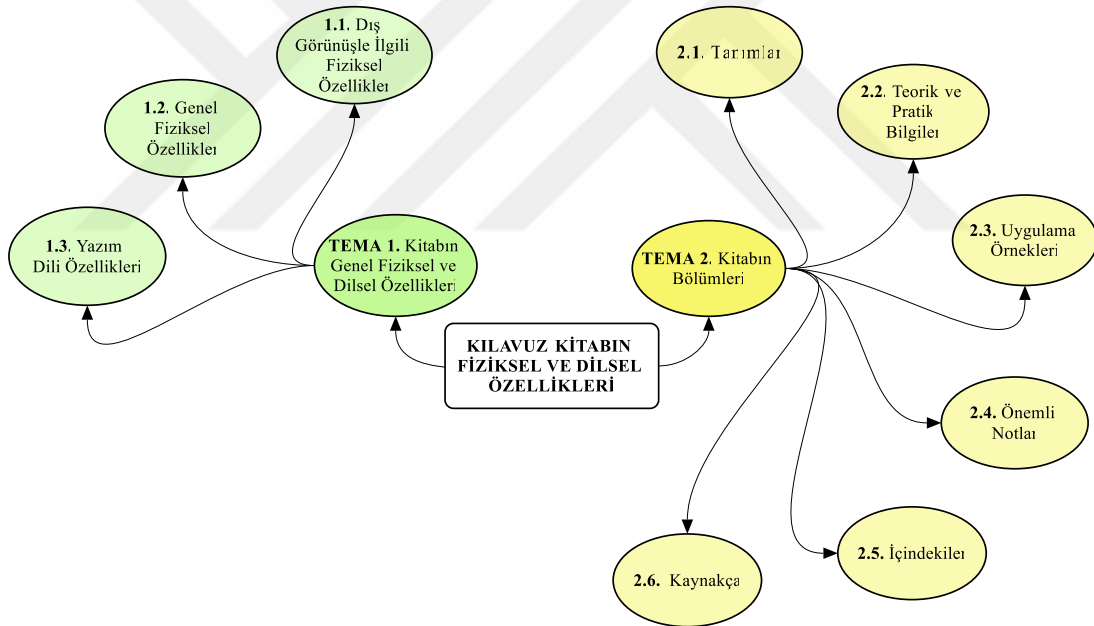 1.1. Dış
Görünüşle İlgili
Fiziksel
Özellikler
1.2. Genel
Fiziksel
Özellikler
1.3. Yazım
Dili Özellikleri
TEMA 1. Kitabın
Genel Fiziksel ve
Dilsel Özellikleri
KILAVUZ KİTABIN
FİZİKSEL VE DİLSEL
ÖZELLİKLERİ
TEMA 2. Kitabın
Bölümleri
2.1. Tanımlar
2.2. Teorik ve
Pratik
Bilgiler
2.3. Uygulama
Örnekleri
2.4. Önemli
Notlar
2.5. İçindekiler
2.6. Kaynakça